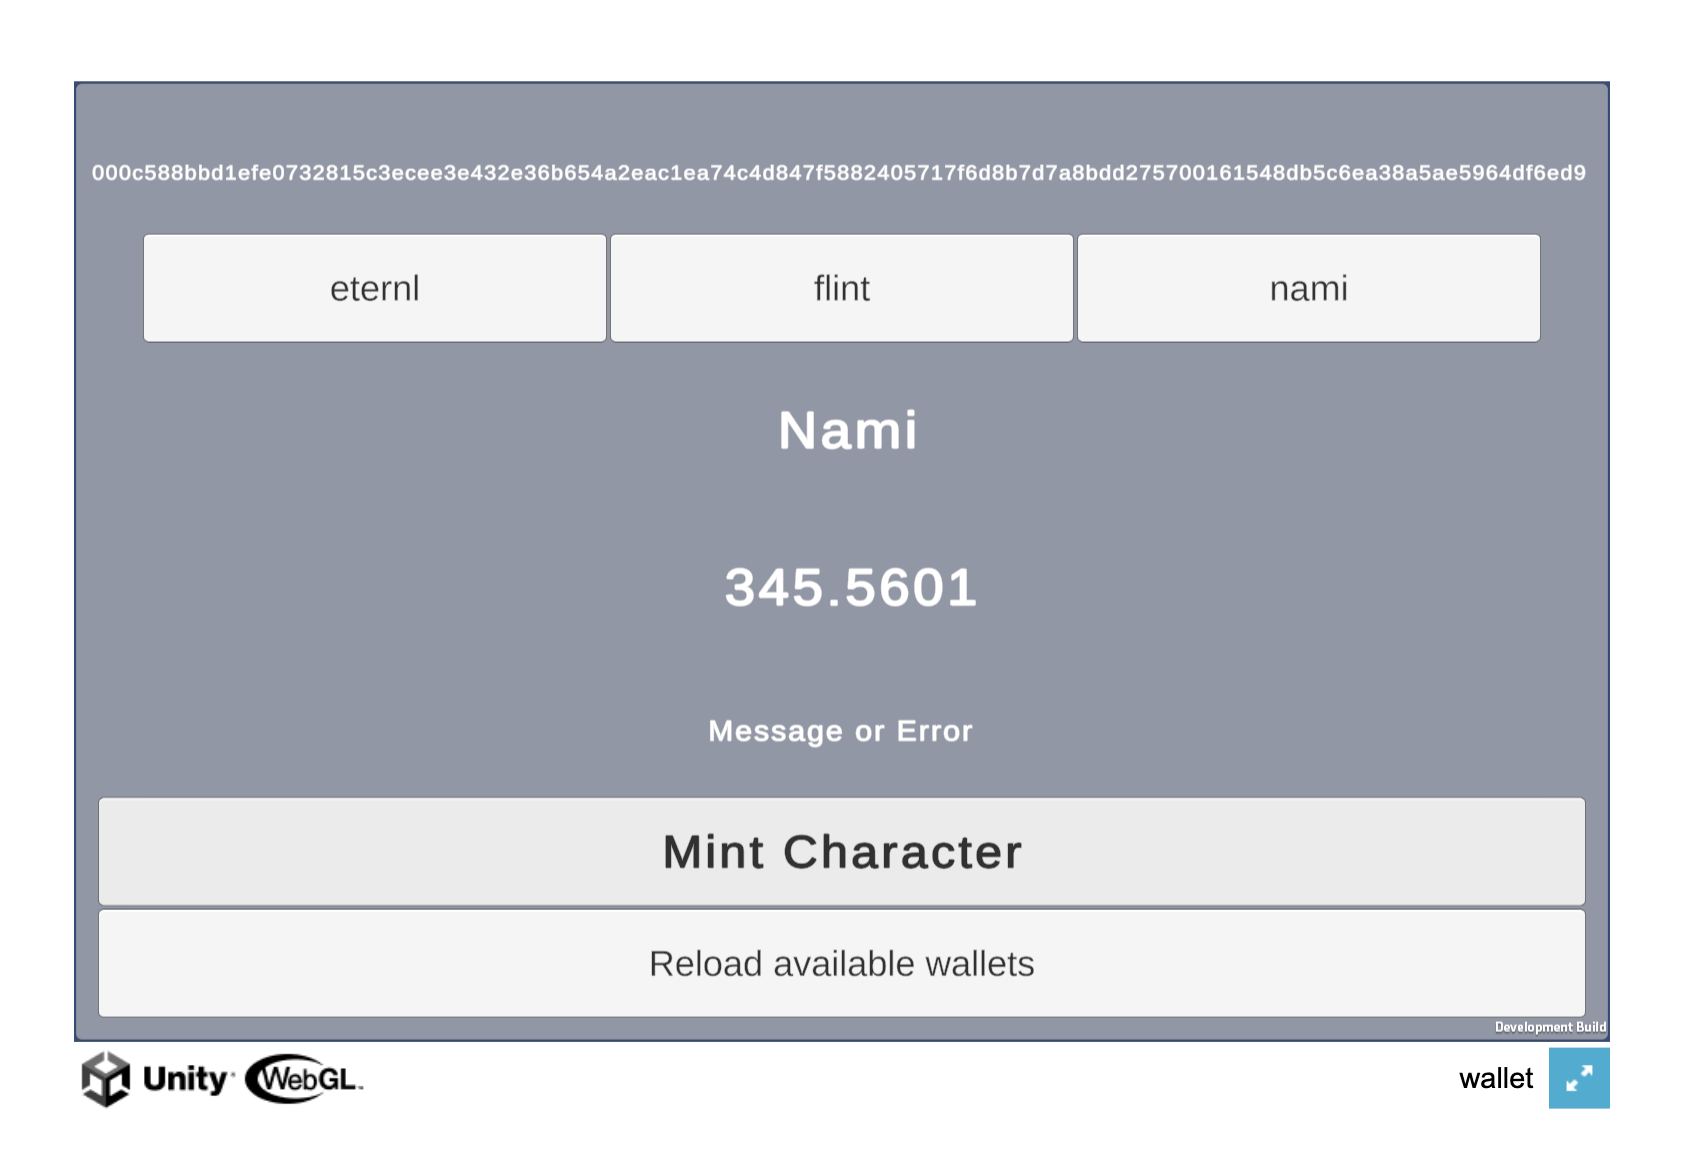 000c588bbd1efe0732815c3ecee3e432e36b654a2eac1ea74c4d847f5882405717f6d8b7d7a8bdd275700161548db5c6ea38a5ae5964df6ed9
eternl flint nami
Nami
345.5601
Message or Error
Mint Character
Reload available wallets
Development Build
Unity WebGL wallet